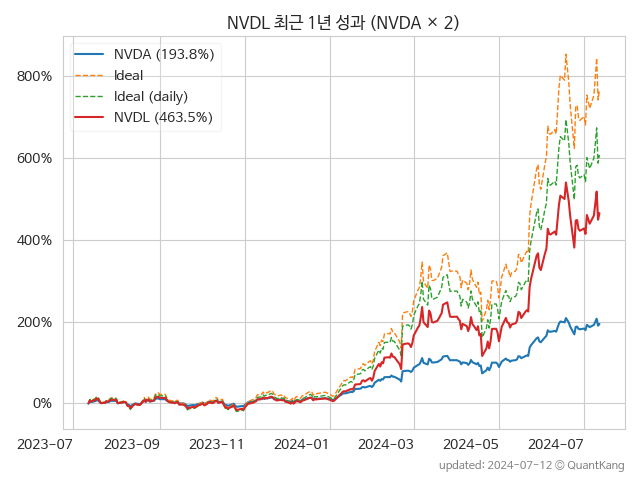 NVDL 최근 1년 성과 (NVDA × 2)
NVDA (193.8%)
Ideal
Ideal (daily)
NVDL (463.5%)
800%
600%
400%
200%
0%
2023-07 2023-09 2023-11 2024-01 2024-03 2024-05 2024-07
updated: 2024-07-12 © QuantKang